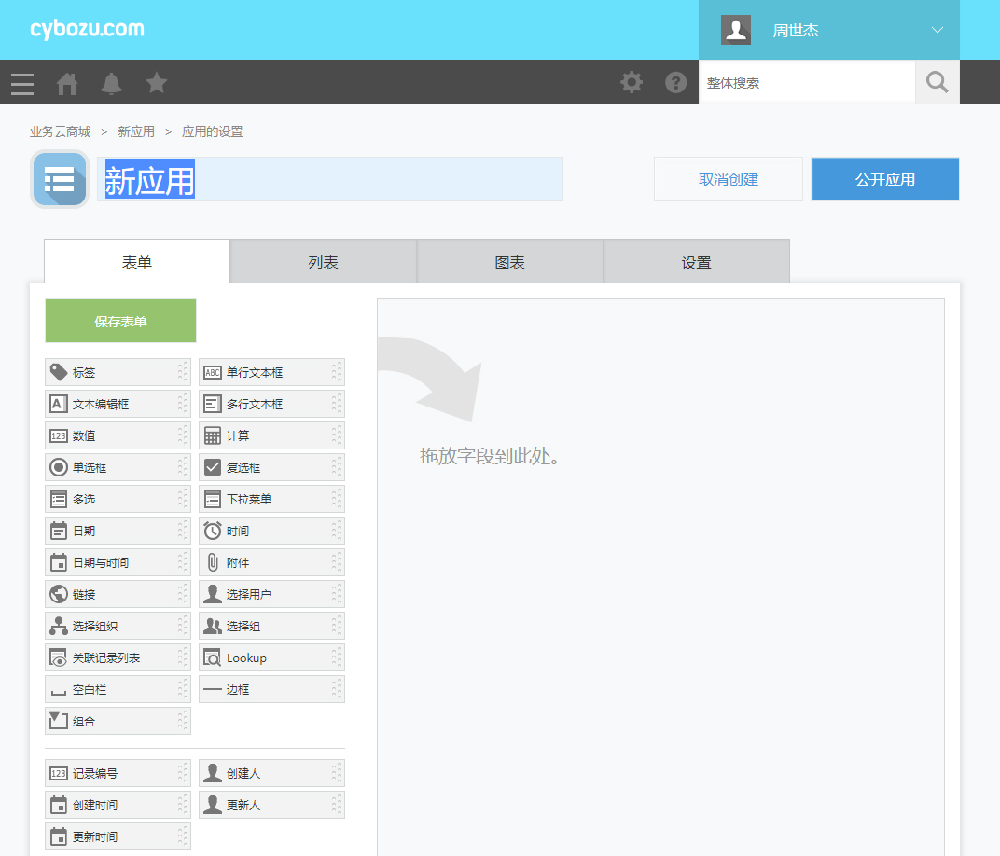 cybozu.com
周世杰
整体搜索
业务云商城 > 新应用 > 应用的设置
新应用
取消创建
公开应用
表单
列表
图表
设置
保存表单
标签
ABC 单行文本框
A 文本编辑框
多行文本框
123 数值
计算
单选框
复选框
多选
下拉菜单
日期
时间
日期与时间
附件
链接
选择用户
选择组织
选择组
关联记录列表
Lookup
空白栏
边框
组合
123 记录编号
创建人
创建时间
更新人
更新时间
拖放字段到此处。